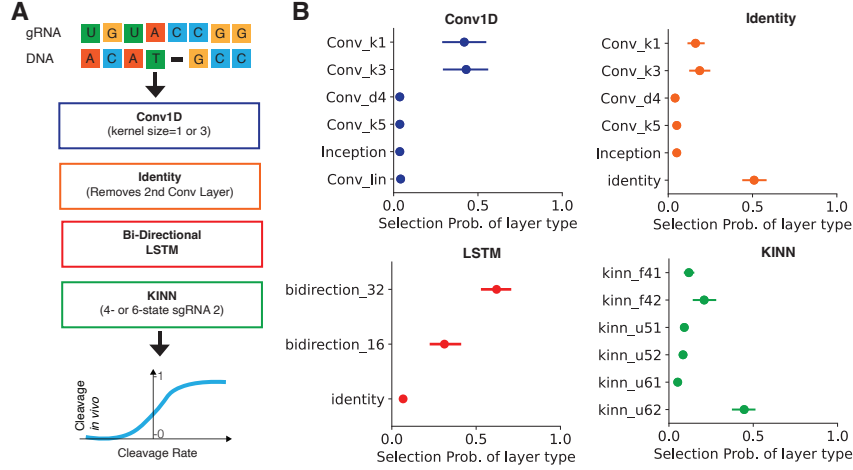 A
gRNA U G U A C C G G
DNA A C A T - G C C
Conv1D
(kernel size=1 or 3)
Identity
(Removes 2nd Conv Layer)
Bi-Directional
LSTM
KINN
(4- or 6-state sgRNA 2)
Cleavage
in vivo
1
0
Cleavage Rate
B
Conv1D
Conv_k1
Conv_k3
Conv_d4
Conv_k5
Inception
Conv_lin
0.0 0.5 1.0
Selection Prob. of layer type
Identity
Conv_k1
Conv_k3
Conv_d4
Conv_k5
Inception
identity
0.0 0.5 1.0
Selection Prob. of layer type
LSTM
bidirection_32
bidirection_16
identity
0.0 0.5 1.0
Selection Prob. of layer type
KINN
kinn_f41
kinn_f42
kinn_u51
kinn_u52
kinn_u61
kinn_u62
0.0 0.5 1.0
Selection Prob. of layer type